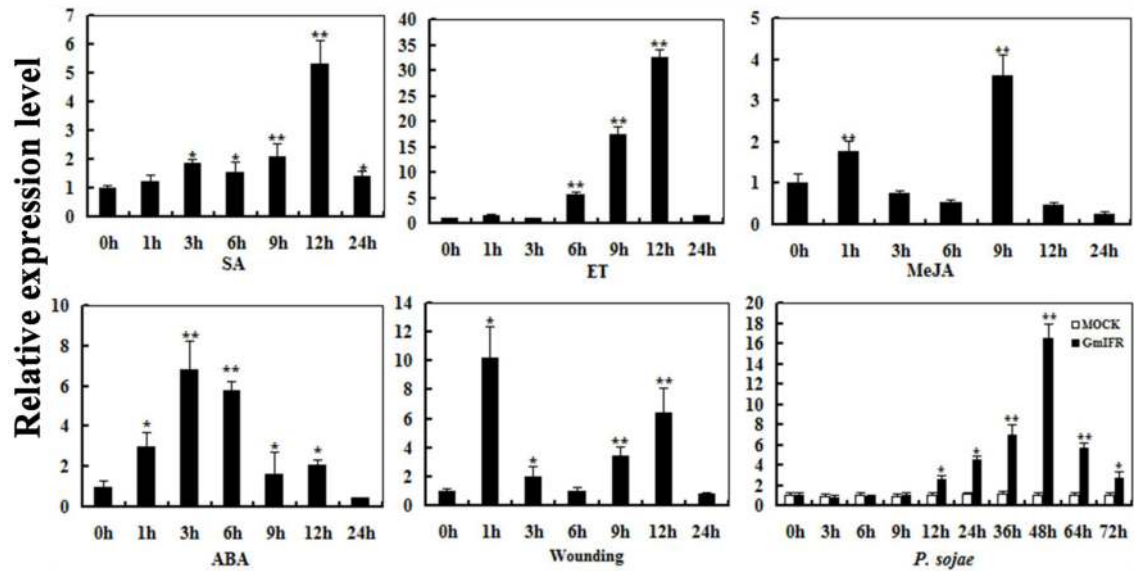 Relative expression level
7
6
5
4
3
2
1
0
** 
* * ** *
0h 1h 3h 6h 9h 12h 24h
SA
40
35
30
25
20
15
10
5
0
** ** **
0h 1h 3h 6h 9h 12h 24h
ET
5
4
3
2
1
0
** **
0h 1h 3h 6h 9h 12h 24h
MeJA
10
8
6
4
2
0
* ** ** * *
0h 1h 3h 6h 9h 12h 24h
ABA
14
12
10
8
6
4
2
0
* * ** **
0h 1h 3h 6h 9h 12h 24h
Wounding
20
18
16
14
12
10
8
6
4
2
0
MOCK
GmIFR
* * ** ** ** *
0h 3h 6h 9h 12h 24h 36h 48h 64h 72h
P. sojae